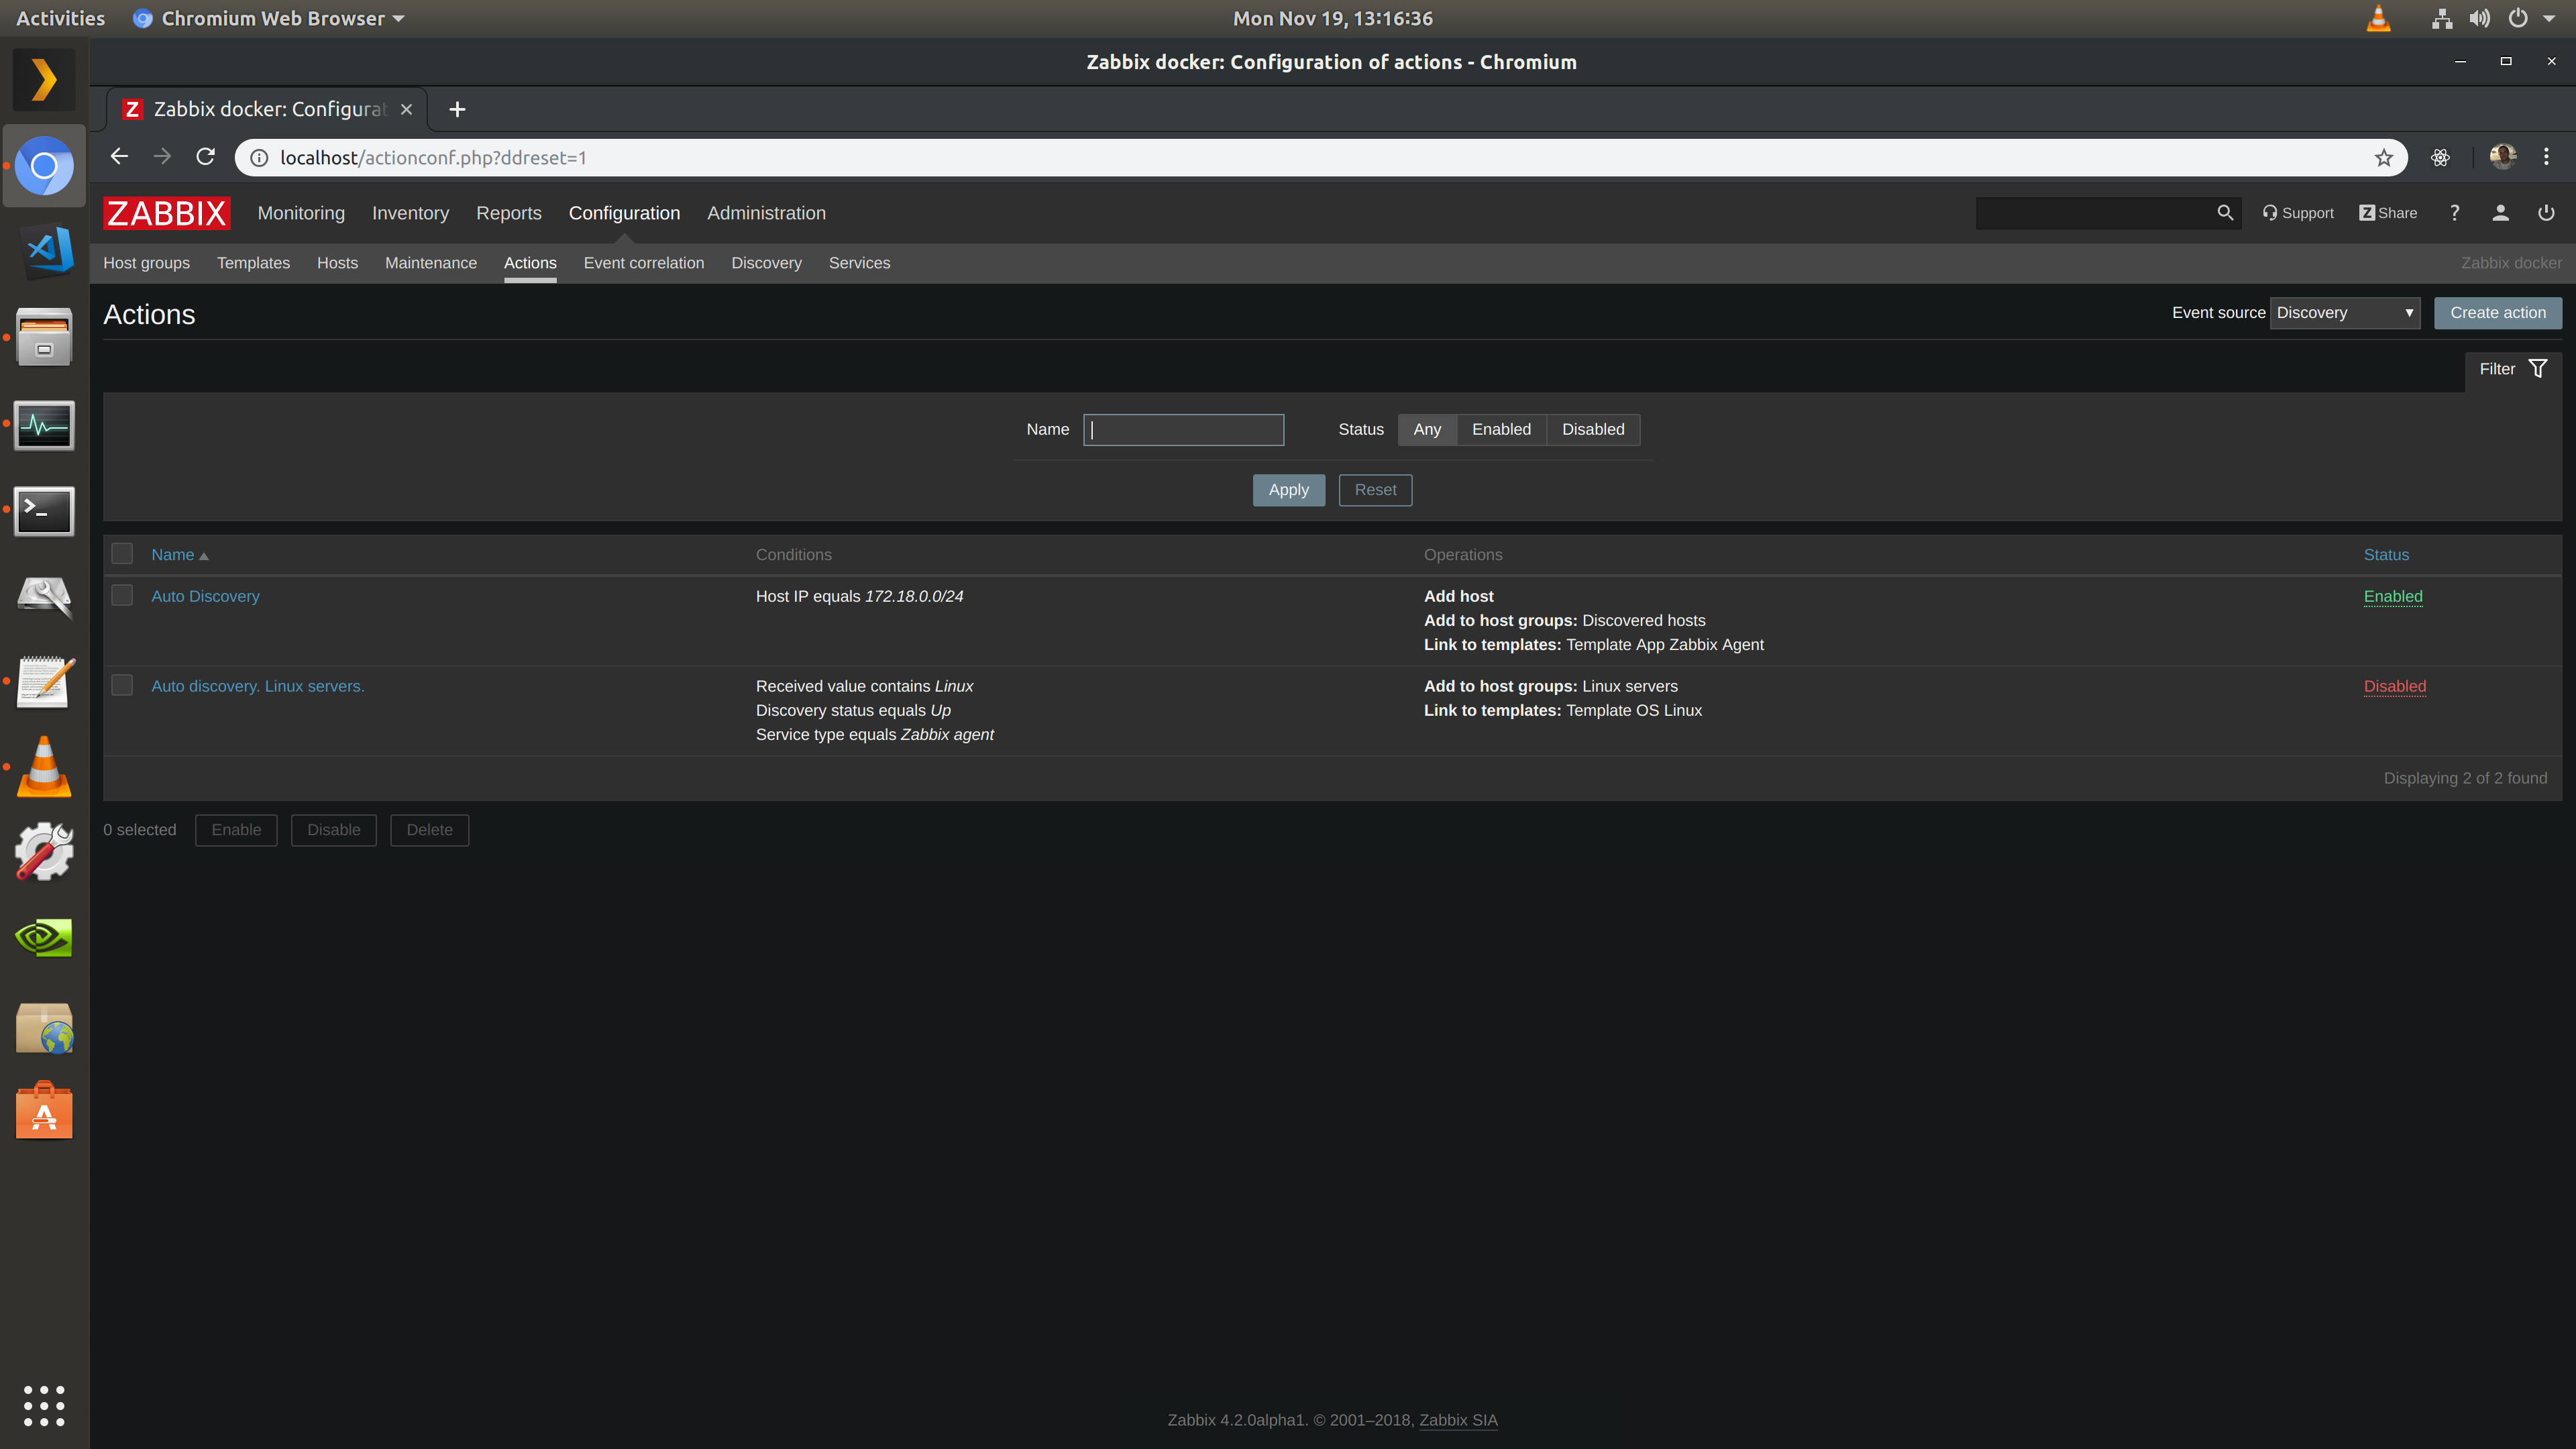 Activities Chromium Web Browser Mon Nov 19, 13:16:36
Zabbix docker: Configuration of actions - Chromium
Z Zabbix docker: Configurat
localhost/actionconf.php?ddreset=1
ZABBIX Monitoring Inventory Reports Configuration Administration Support Z Share ?
Host groups Templates Hosts Maintenance Actions Event correlation Discovery Services Zabbix docker
Actions Event source Discovery Create action
Filter
Name Status Any Enabled Disabled
Apply Reset
Name Conditions Operations Status
Auto Discovery Host IP equals 172.18.0.0/24 Add host Enabled
Add to host groups: Discovered hosts
Link to templates: Template App Zabbix Agent
Auto discovery. Linux servers. Received value contains Linux Add to host groups: Linux servers Disabled
Discovery status equals Up Link to templates: Template OS Linux
Service type equals Zabbix agent
Displaying 2 of 2 found
0 selected Enable Disable Delete
Zabbix 4.2.0alpha1. © 2001–2018, Zabbix SIA